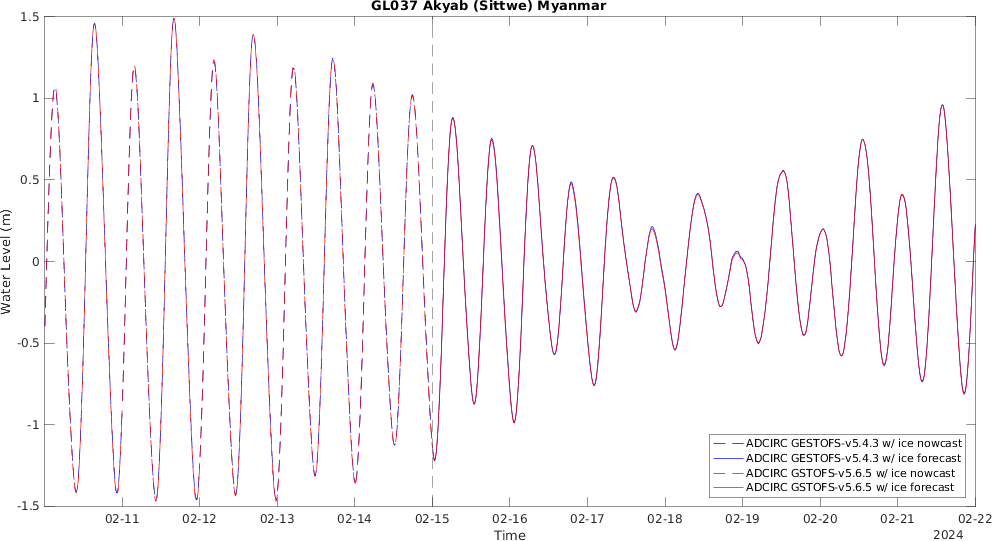 GL037 Akyab (Sittwe) Myanmar
1.5
1
0.5
0
-0.5
-1
-1.5
Water Level (m)
ADCIRC GESTOFS-v5.4.3 w/ ice nowcast
ADCIRC GESTOFS-v5.4.3 w/ ice forecast
ADCIRC GSTOFS-v5.6.5 w/ ice nowcast
ADCIRC GSTOFS-v5.6.5 w/ ice forecast
02-11 02-12 02-13 02-14 02-15 02-16 02-17 02-18 02-19 02-20 02-21 02-22
Time
2024